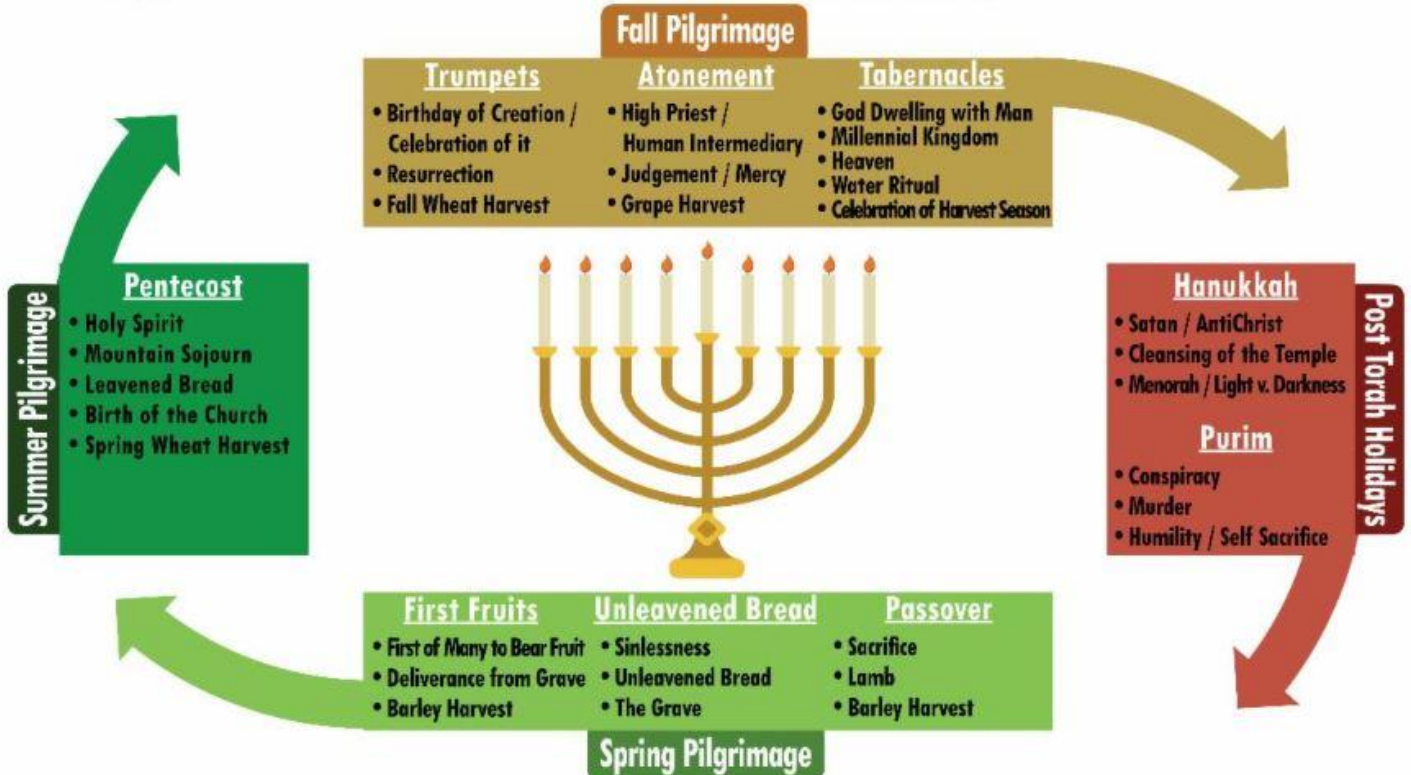 Fall Pilgrimage
Trumpets
• Birthday of Creation /
Celebration of it
• Resurrection
• Fall Wheat Harvest
Atonement
• High Priest /
Human Intermediary
• Judgement / Mercy
• Grape Harvest
Tabernacles
• God Dwelling with Man
• Millennial Kingdom
• Heaven
• Water Ritual
• Celebration of Harvest Season
Summer Pilgrimage
Pentecost
• Holy Spirit
• Mountain Sojourn
• Leavened Bread
• Birth of the Church
• Spring Wheat Harvest
Post Torah Holidays
Hanukkah
• Satan / AntiChrist
• Cleansing of the Temple
• Menorah / Light v. Darkness
Purim
• Conspiracy
• Murder
• Humility / Self Sacrifice
First Fruits
• First of Many to Bear Fruit
• Deliverance from Grave
• Barley Harvest
Unleavened Bread
• Sinlessness
• Unleavened Bread
• The Grave
Passover
• Sacrifice
• Lamb
• Barley Harvest
Spring Pilgrimage